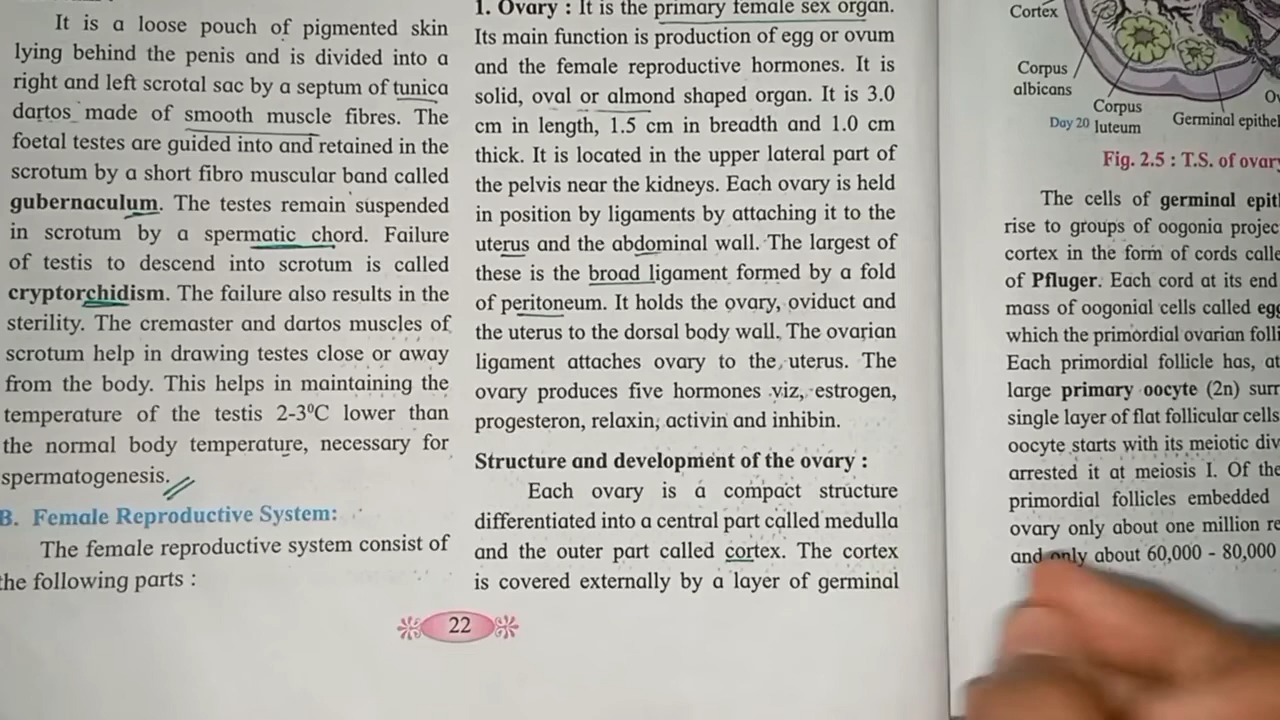 It is a loose pouch of pigmented skin
lying behind the penis and is divided into a
right and left scrotal sac by a septum of tunica
dartos made of smooth muscle fibres. The
foetal testes are guided into and retained in the
scrotum by a short fibro muscular band called
gubernaculum. The testes remain suspended
in scrotum by a spermatic chord. Failure
of testis to descend into scrotum is called
cryptorchidism. The failure also results in the
sterility. The cremaster and dartos muscles of
scrotum help in drawing testes close or away
from the body. This helps in maintaining the
temperature of the testis 2-3⁰C lower than
the normal body temperature, necessary for
spermatogenesis.
B. Female Reproductive System:
The female reproductive system consist of
the following parts :
1. Ovary : It is the primary female sex organ.
Its main function is production of egg or ovum
and the female reproductive hormones. It is
solid, oval or almond shaped organ. It is 3.0
cm in length, 1.5 cm in breadth and 1.0 cm
thick. It is located in the upper lateral part of
the pelvis near the kidneys. Each ovary is held
in position by ligaments by attaching it to the
uterus and the abdominal wall. The largest of
these is the broad ligament formed by a fold
of peritoneum. It holds the ovary, oviduct and
the uterus to the dorsal body wall. The ovarian
ligament attaches ovary to the uterus. The
ovary produces five hormones viz, estrogen,
progesteron, relaxin, activin and inhibin.
Structure and development of the ovary :
Each ovary is a compact structure
differentiated into a central part called medulla
and the outer part called cortex. The cortex
is covered externally by a layer of germinal
22
Cortex
Corpus
albicans
Corpus
Day 20 luteum
Germinal epithel
Ov
Fig. 2.5 : T.S. of ovary
The cells of germinal epit
rise to groups of oogonia projec
cortex in the form of cords calle
of Pfluger. Each cord at its end
mass of oogonial cells called egg
which the primordial ovarian folli
Each primordial follicle has, at
large primary oocyte (2n) surr
single layer of flat follicular cells
oocyte starts with its meiotic div
arrested it at meiosis I. Of the
primordial follicles embedded
ovary only about one million re
and only about 60,000 - 80,000